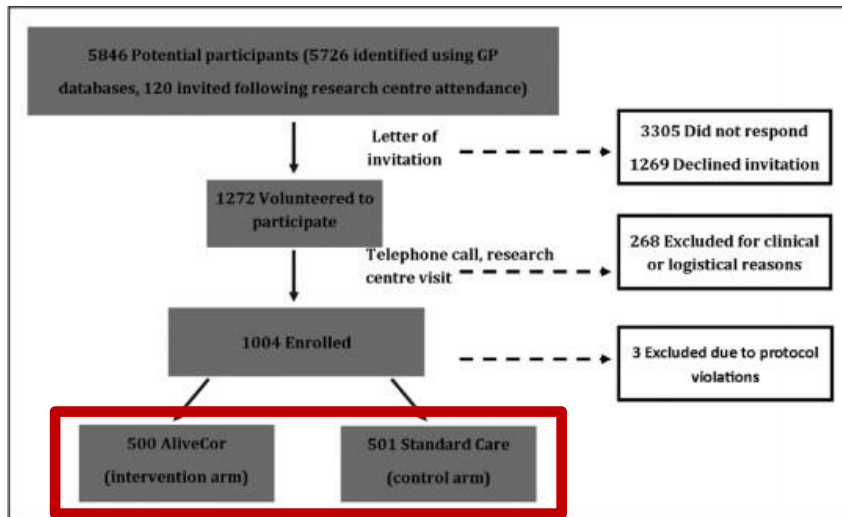 5846 Potential participants (5726 identified using GP
databases, 120 invited following research centre attendance)
Letter of
invitation
3305 Did not respond
1269 Declined invitation
1272 Volunteered to
participate
Telephone call, research
centre visit
268 Excluded for clinical
or logistical reasons
1004 Enrolled
3 Excluded due to protocol
violations
500 AliveCor
(intervention arm)
501 Standard Care
(control arm)